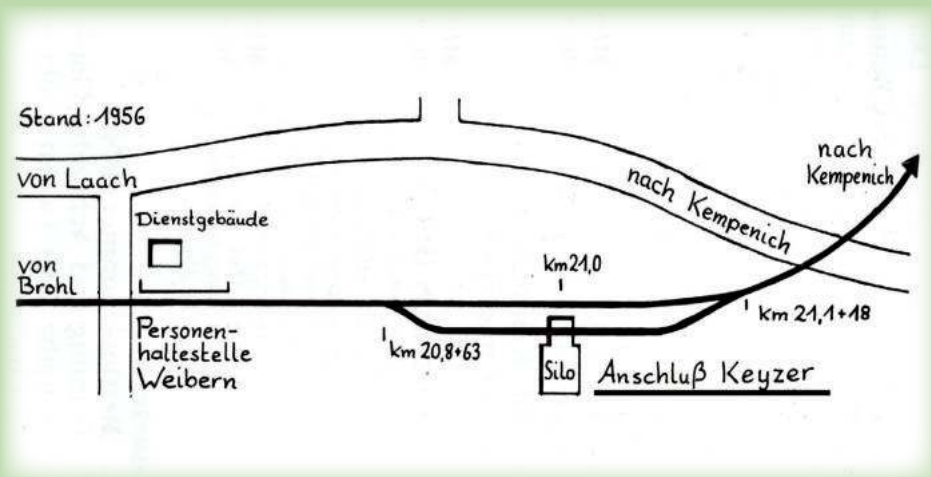 Stand: 1956
von Laach
nach
Kempenich
nach Kempenich
Dienstgebäude
von
Brohl
km 21,0
km 21,1+18
Personen-
haltestelle
Weibern
km 20,8+63
Silo
Anschluß Keyzer